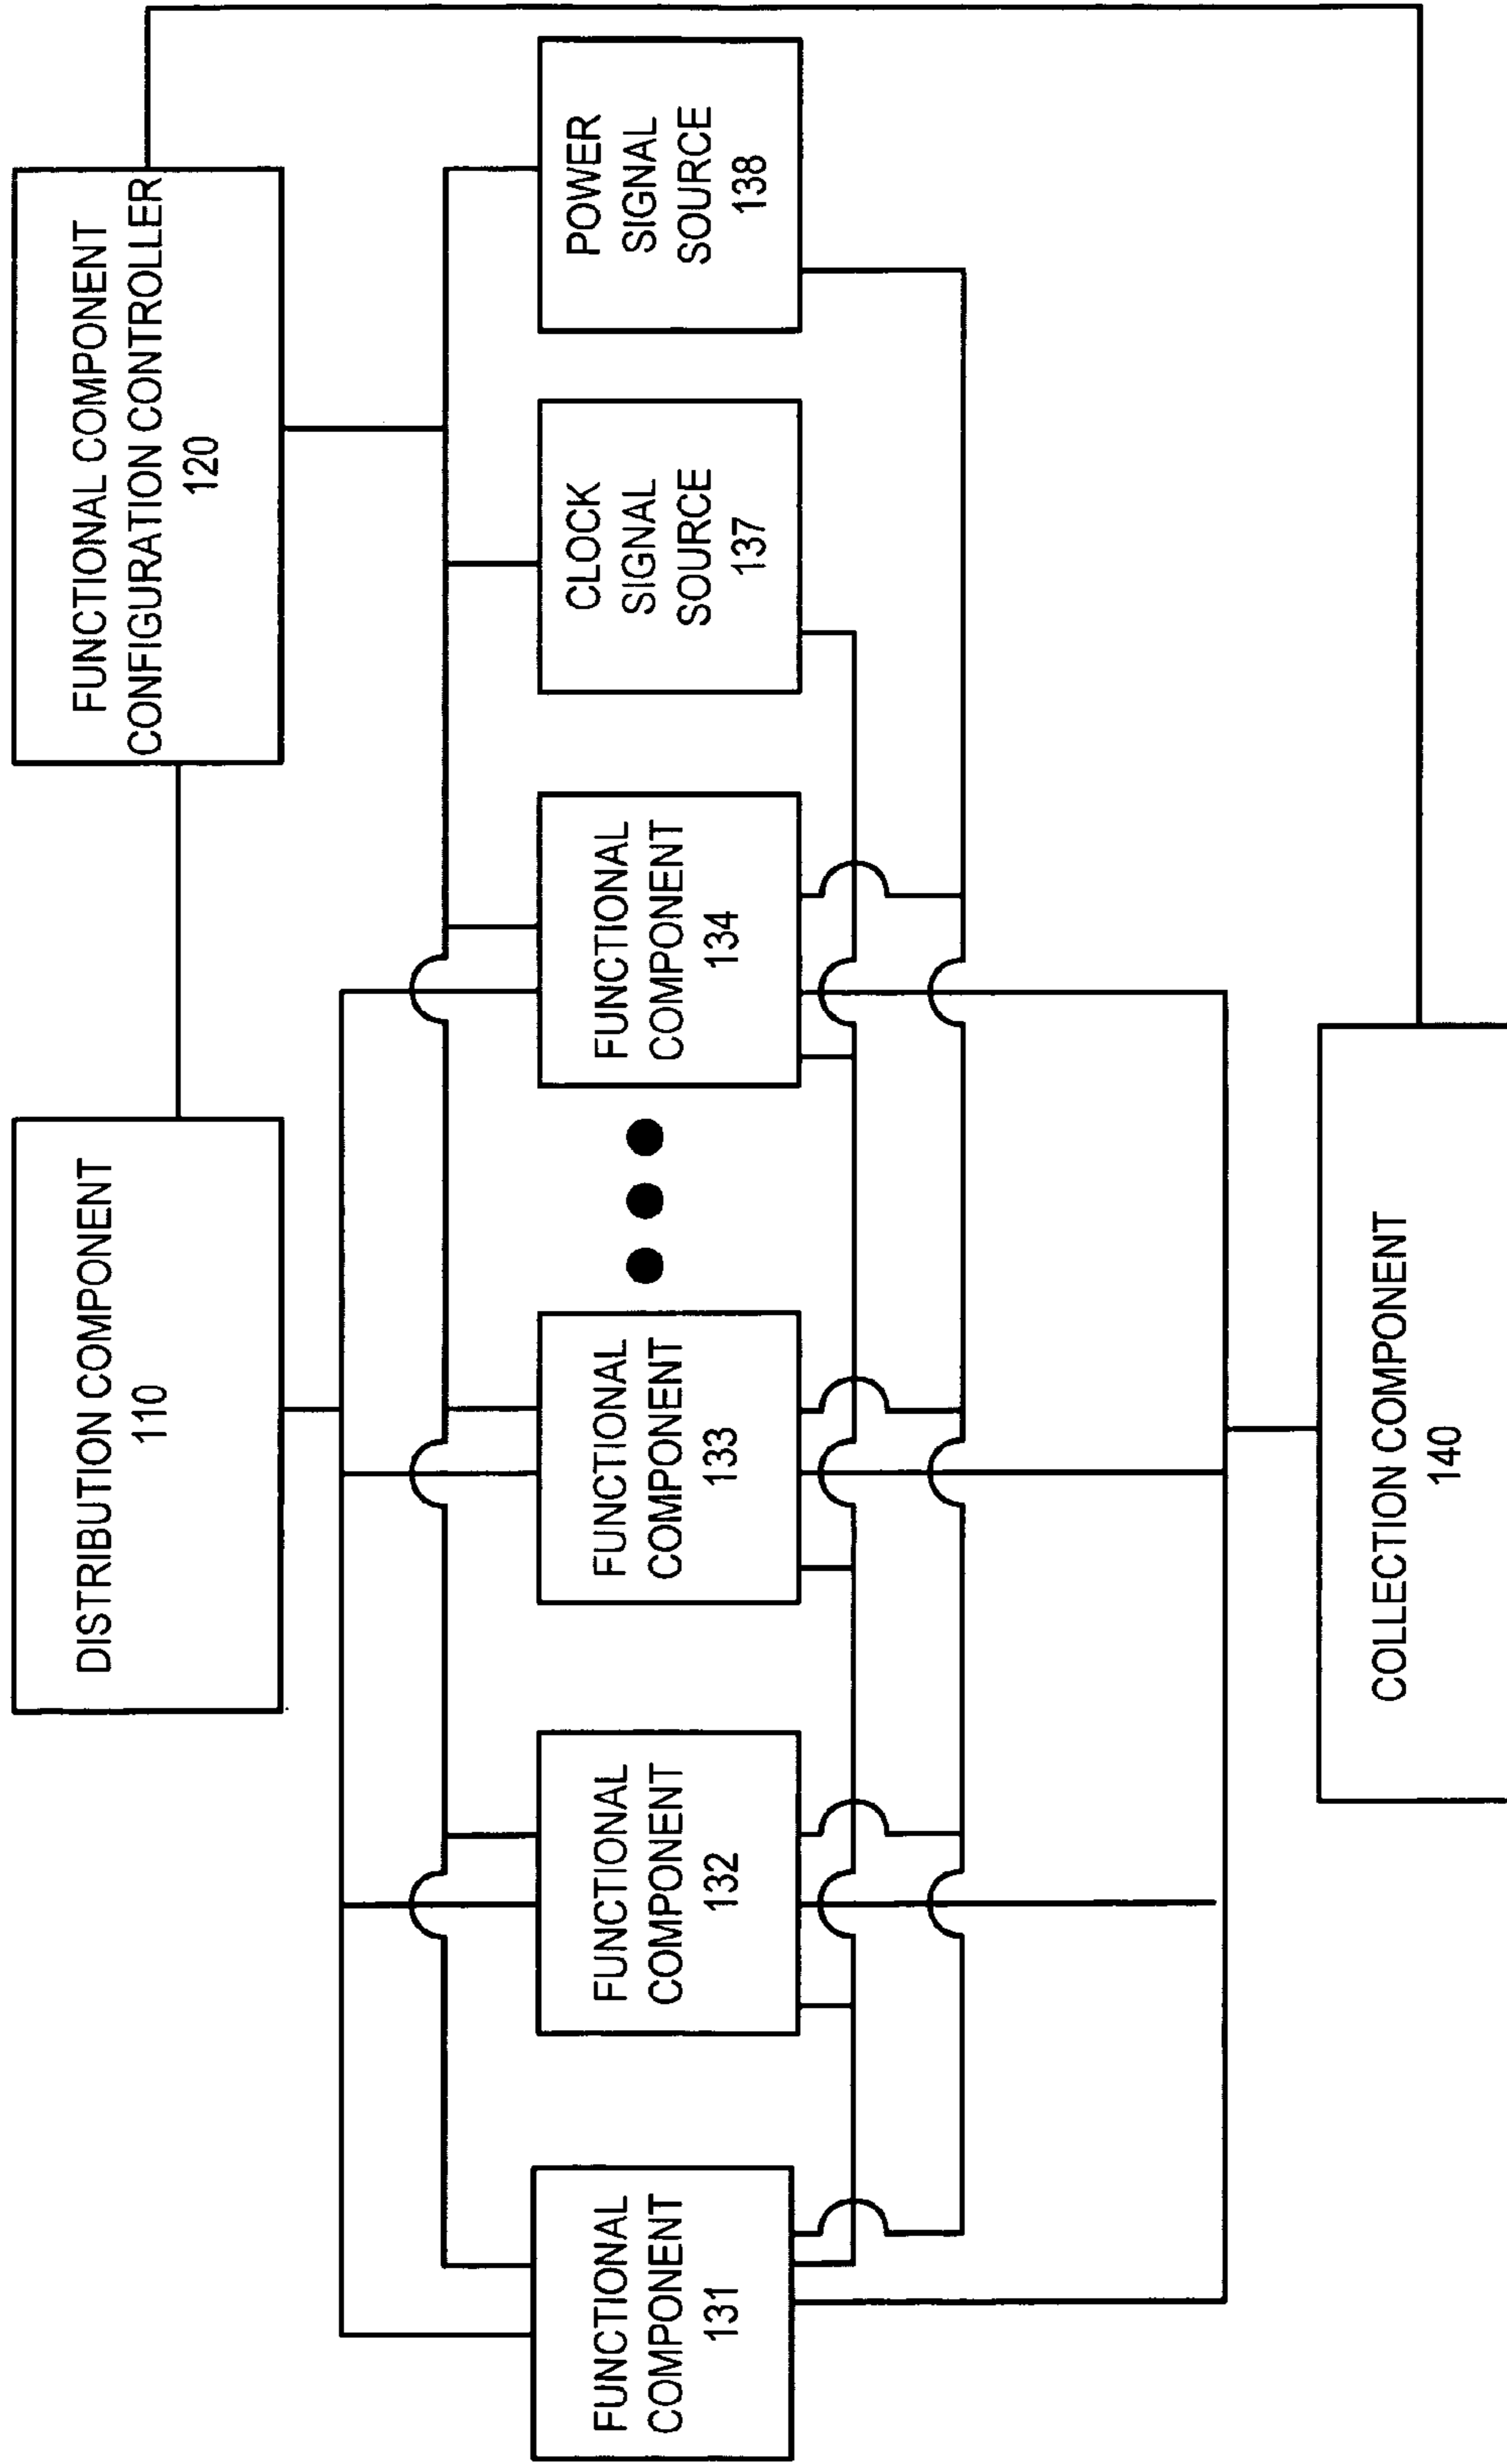 DISTRIBUTION COMPONENT
110
FUNCTIONAL COMPONENT
CONFIGURATION CONTROLLER
120
FUNCTIONAL
COMPONENT
131
FUNCTIONAL
COMPONENT
132
FUNCTIONAL
COMPONENT
133
FUNCTIONAL
COMPONENT
134
CLOCK
SIGNAL
SOURCE
137
POWER
SIGNAL
SOURCE
138
COLLECTION COMPONENT
140